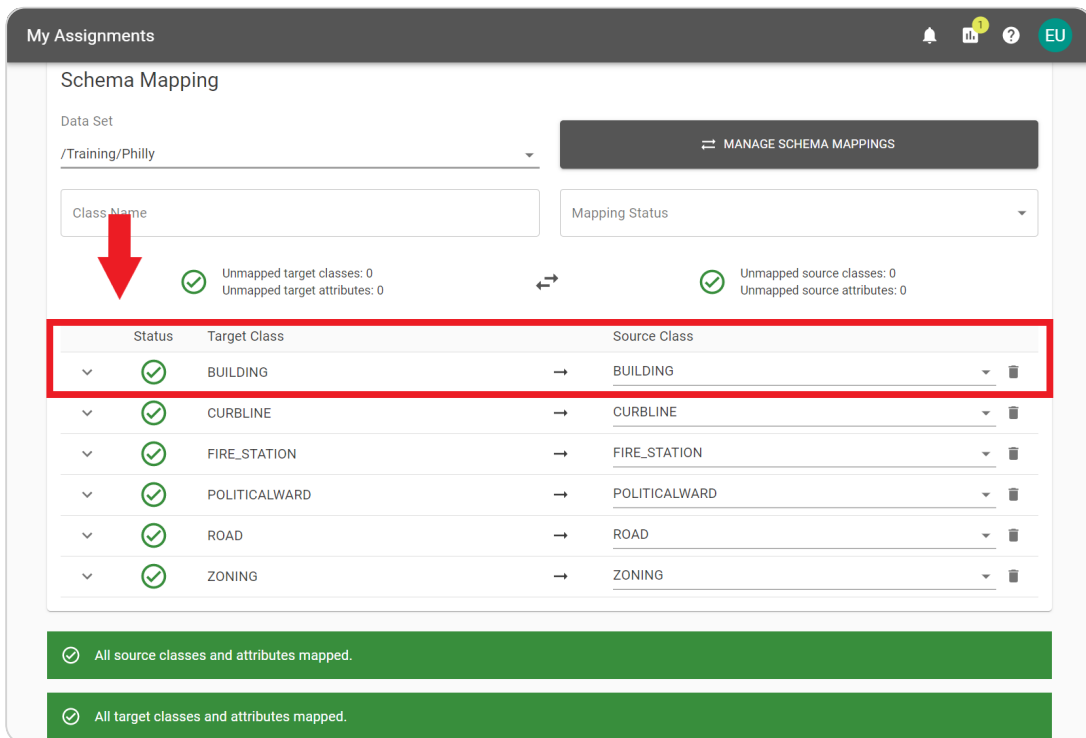 My Assignments
1
EU
Schema Mapping
Data Set
/Training/Philly
MANAGE SCHEMA MAPPINGS
Class Name
Mapping Status
Unmapped target classes: 0
Unmapped target attributes: 0
Unmapped source classes: 0
Unmapped source attributes: 0
Status Target Class Source Class
BUILDING → BUILDING
CURBLINE → CURBLINE
FIRE_STATION → FIRE_STATION
POLITICALWARD → POLITICALWARD
ROAD → ROAD
ZONING → ZONING
All source classes and attributes mapped.
All target classes and attributes mapped.